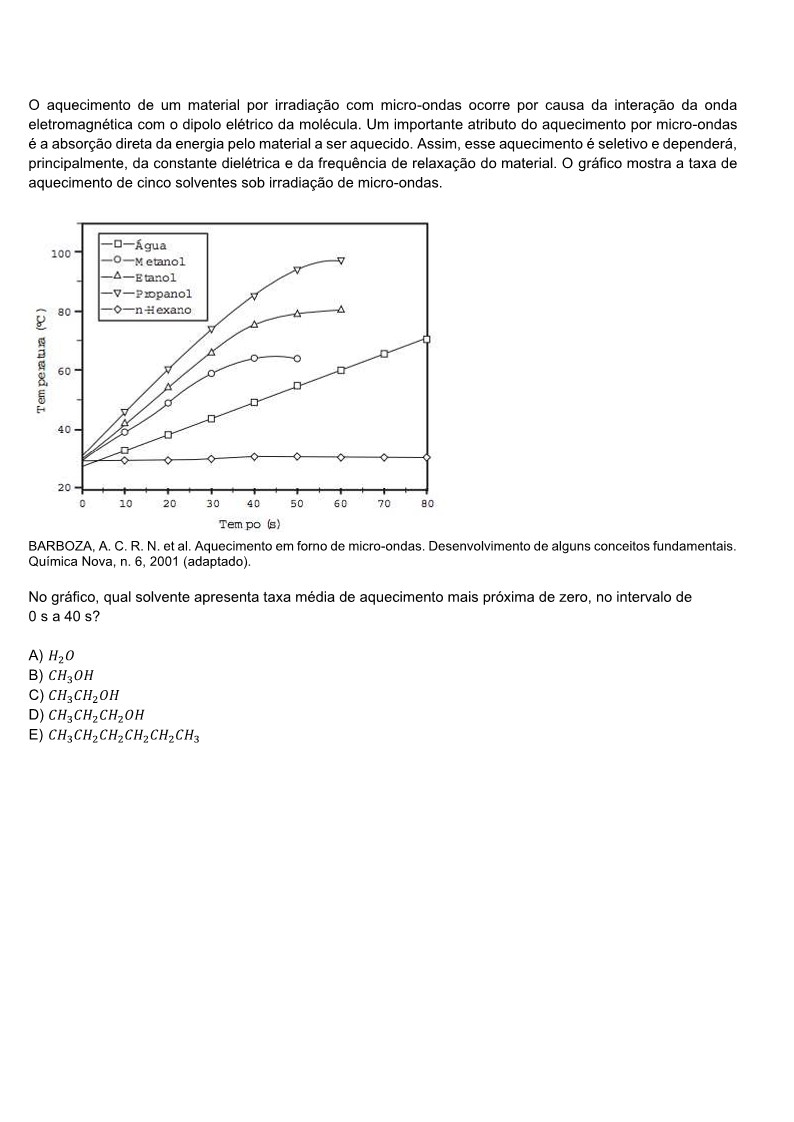 O aquecimento de um material por irradiação com micro-ondas ocorre por causa da interação da onda
eletromagnética com o dipolo elétrico da molécula. Um importante atributo do aquecimento por micro-ondas
é a absorção direta da energia pelo material a ser aquecido. Assim, esse aquecimento é seletivo e dependerá,
principalmente, da constante dielétrica e da frequência de relaxação do material. O gráfico mostra a taxa de
aquecimento de cinco solventes sob irradiação de micro-ondas.
Água
Metanol
Etanol
Propanol
n-Hexano
Temperatura (ºC)
100
80
60
40
20
0 10 20 30 40 50 60 70 80
Tempo (s)
BARBOZA, A. C. R. N. et al. Aquecimento em forno de micro-ondas. Desenvolvimento de alguns conceitos fundamentais.
Química Nova, n. 6, 2001 (adaptado).
No gráfico, qual solvente apresenta taxa média de aquecimento mais próxima de zero, no intervalo de
0 s a 40 s?
A) H₂O
B) CH₃OH
C) CH₃CH₂OH
D) CH₃CH₂CH₂OH
E) CH₃CH₂CH₂CH₂CH₂CH₃